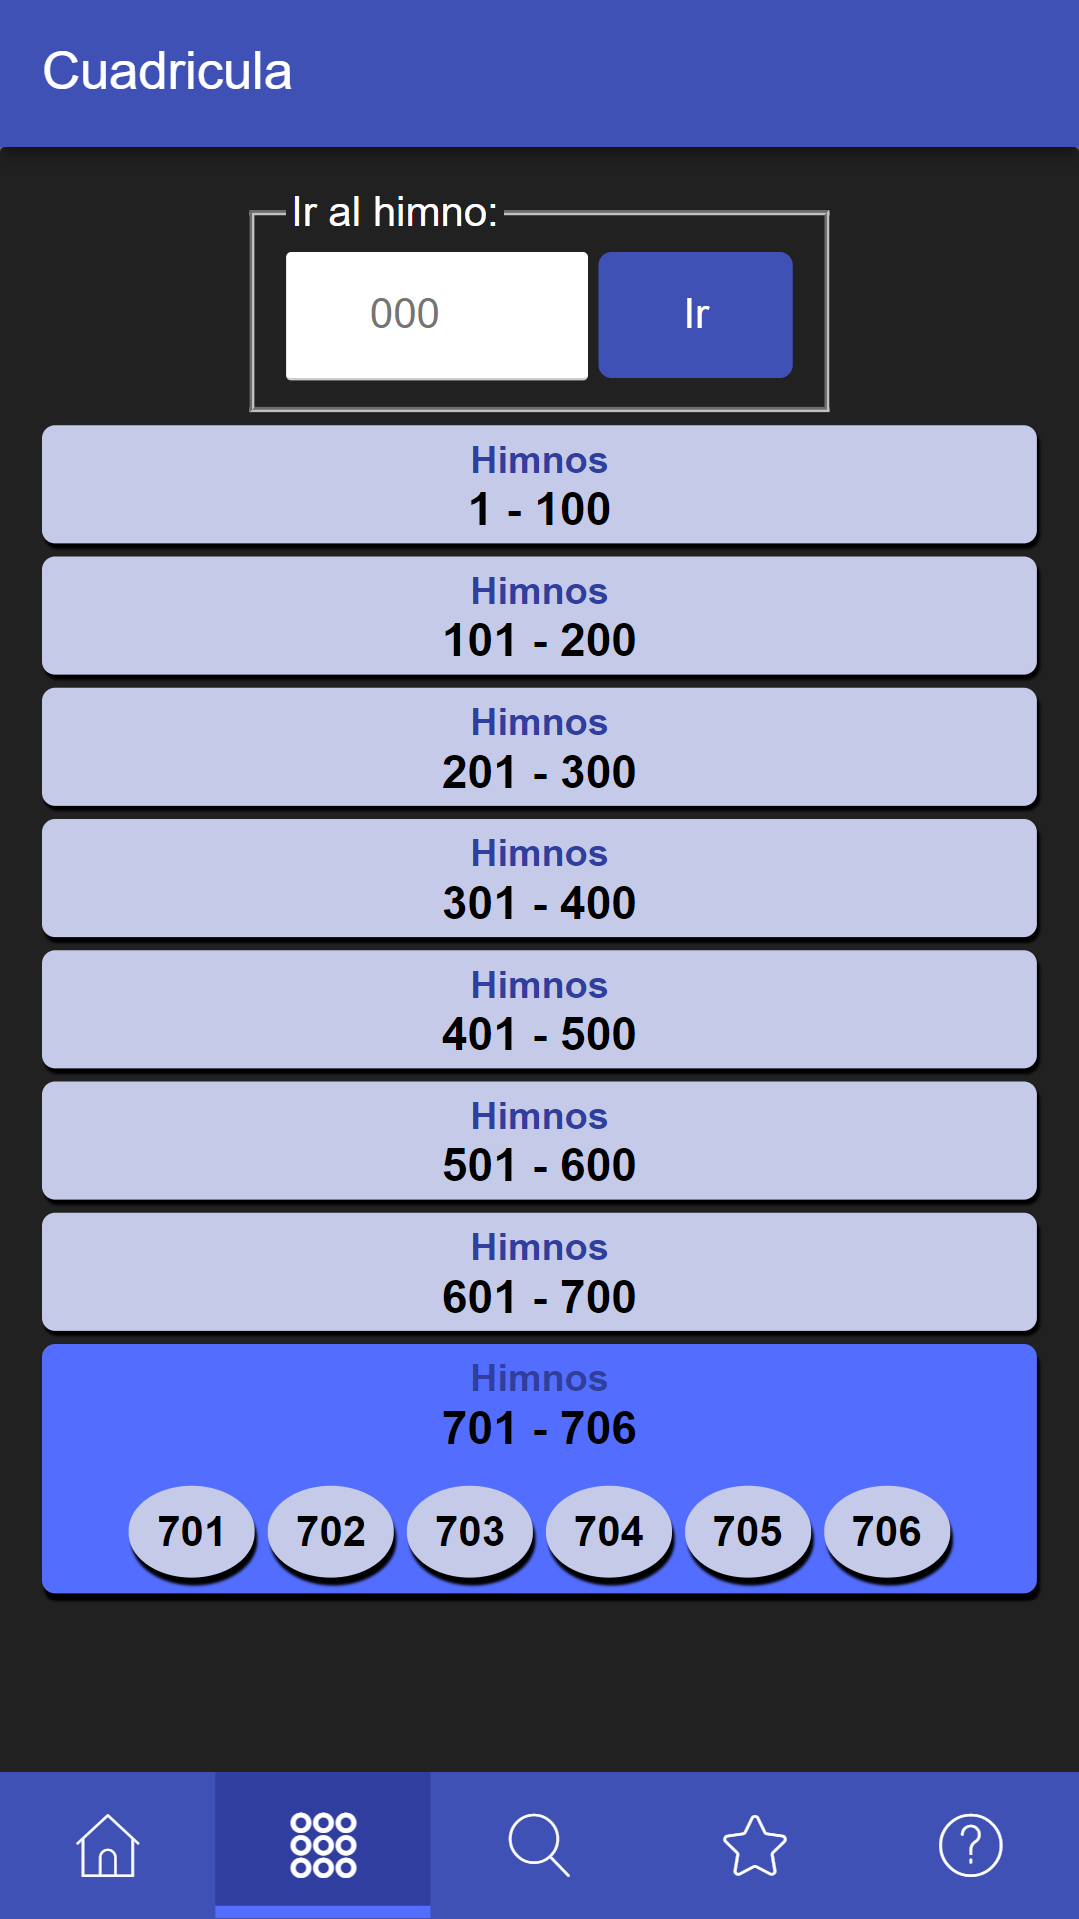 Cuadricula
Ir al himno:
000 Ir
Himnos
1 - 100
Himnos
101 - 200
Himnos
201 - 300
Himnos
301 - 400
Himnos
401 - 500
Himnos
501 - 600
Himnos
601 - 700
Himnos
701 - 706
701 702 703 704 705 706